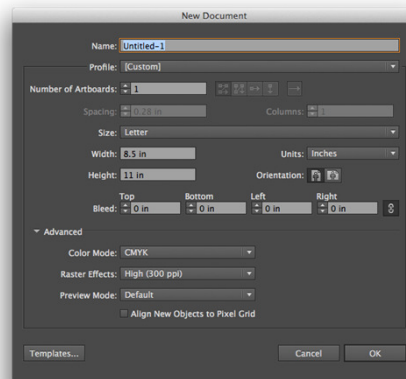 New Document
Name: Untitled-1
Profile: [Custom]
Number of Artboards: 1
Spacing: 0.28 in Columns: 1
Size: Letter
Width: 8.5 in Units: Inches
Height: 11 in Orientation:
Top Bottom Left Right
Bleed: 0 in 0 in 0 in 0 in
Advanced
Color Mode: CMYK
Raster Effects: High (300 ppi)
Preview Mode: Default
Align New Objects to Pixel Grid
Templates... Cancel OK